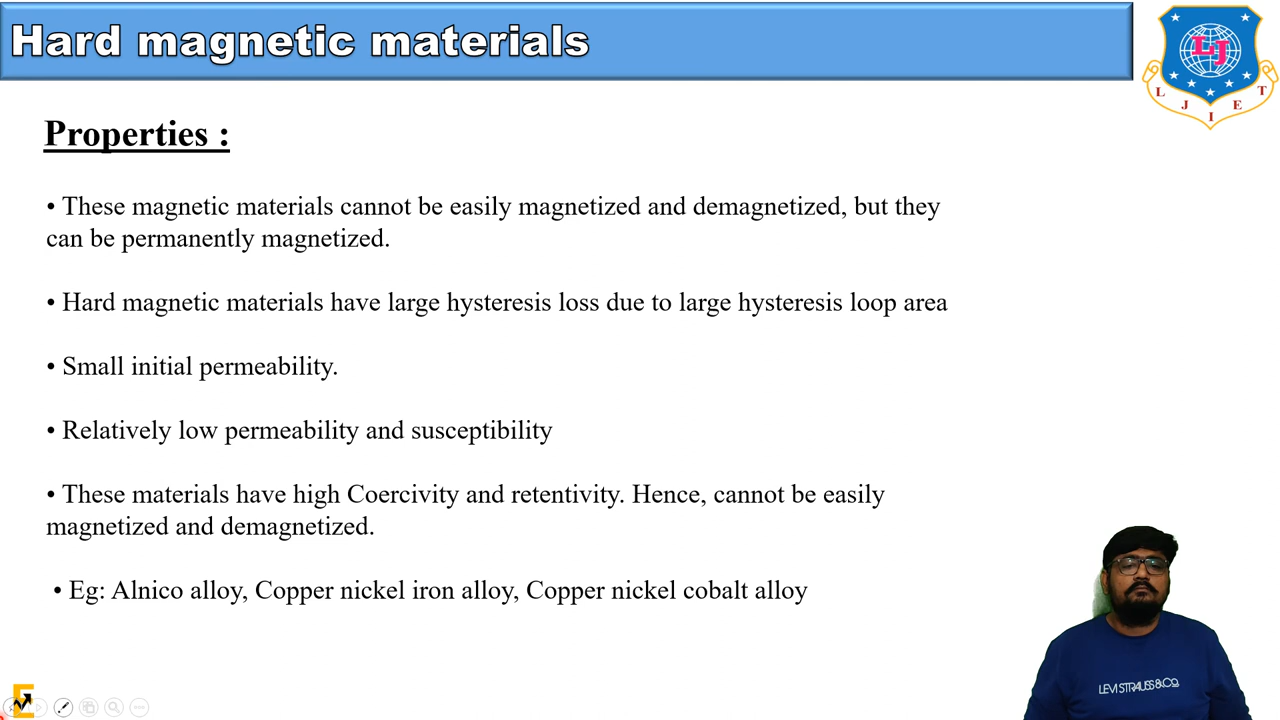 Hard magnetic materials
LJ
L J I E T
Properties :
• These magnetic materials cannot be easily magnetized and demagnetized, but they
can be permanently magnetized.
• Hard magnetic materials have large hysteresis loss due to large hysteresis loop area
• Small initial permeability.
• Relatively low permeability and susceptibility
• These materials have high Coercivity and retentivity. Hence, cannot be easily
magnetized and demagnetized.
• Eg: Alnico alloy, Copper nickel iron alloy, Copper nickel cobalt alloy
LEVI STRAUSS & CO
E